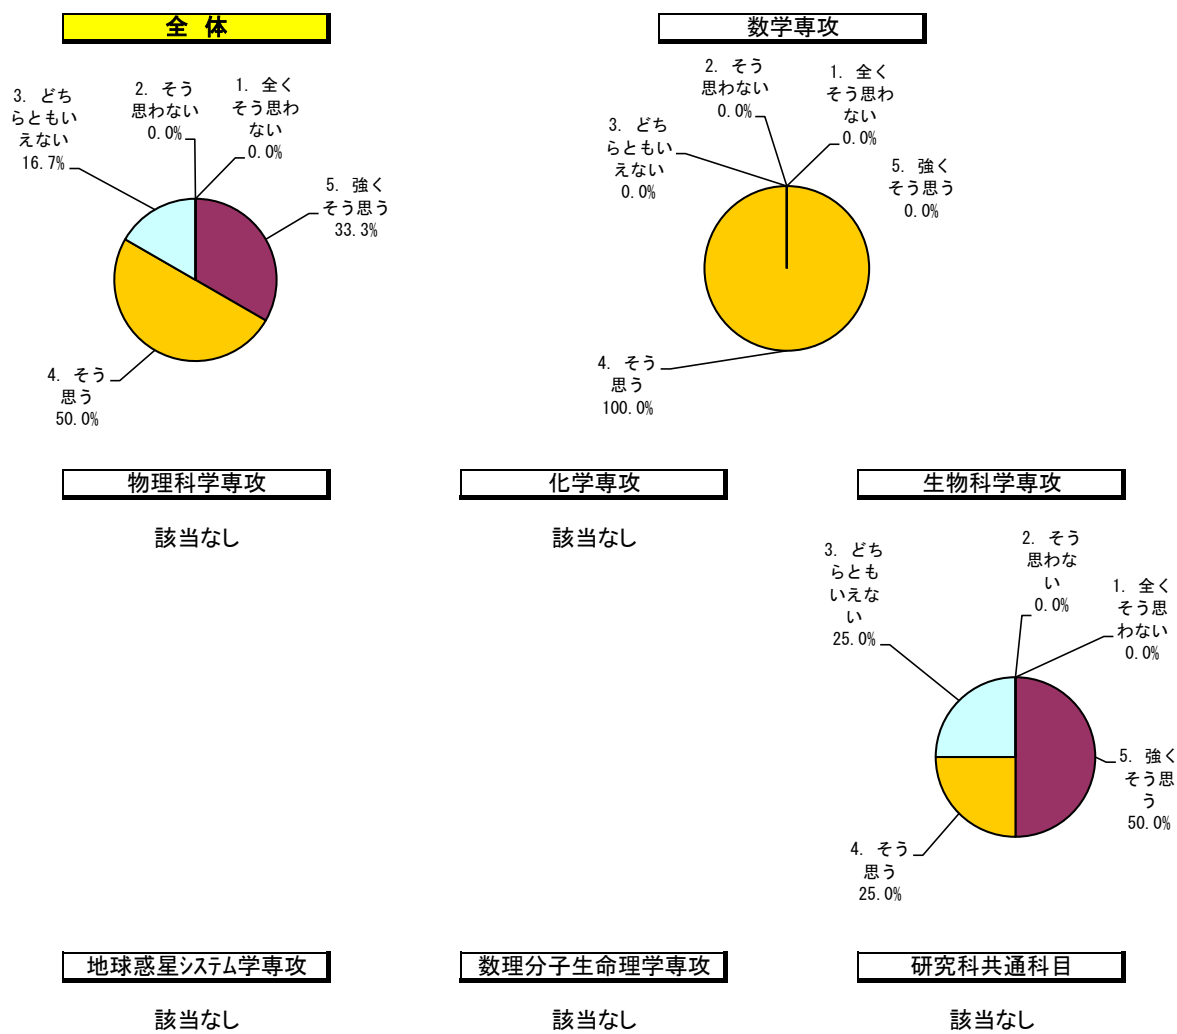 全 体
数学専攻
3. どち
らともい
えない
16.7%
2. そう
思わない
0.0%
1. 全く
そう思わ
ない
0.0%
5. 強く
そう思う
33.3%
4. そう
思う
50.0%
3. どち
らともい
えない
0.0%
2. そう
思わない
0.0%
1. 全く
そう思わ
ない
0.0%
5. 強く
そう思う
0.0%
4. そう
思う
100.0%
物理科学専攻
化学専攻
生物科学専攻
該当なし
該当なし
3. どち
らとも
いえな
い
25.0%
2. そう
思わな
い
0.0%
1. 全く
そう思
わない
0.0%
5. 強く
そう思
う
50.0%
4. そう
思う
25.0%
地球惑星システム学専攻
数理分子生命理学専攻
研究科共通科目
該当なし
該当なし
該当なし